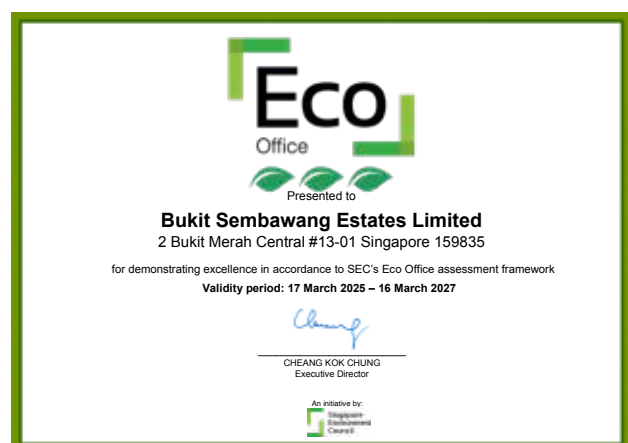 Eco
Office
Presented to
Bukit Sembawang Estates Limited
2 Bukit Merah Central #13-01 Singapore 159835
for demonstrating excellence in accordance to SEC's Eco Office assessment framework
Validity period: 17 March 2025 – 16 March 2027
CHEANG KOK CHUNG
Executive Director
An initiative by:
Singapore
Environment
Council